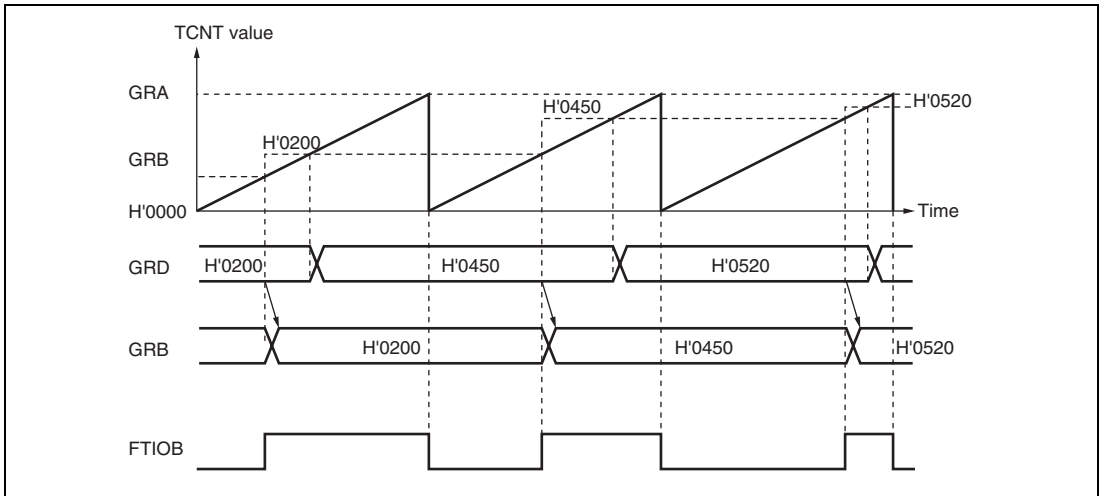 TCNT value
GRA
H'0450
H'0520
H'0200
GRB
H'0000
Time
GRD
H'0200
H'0450
H'0520
GRB
H'0200
H'0450
H'0520
FTIOB